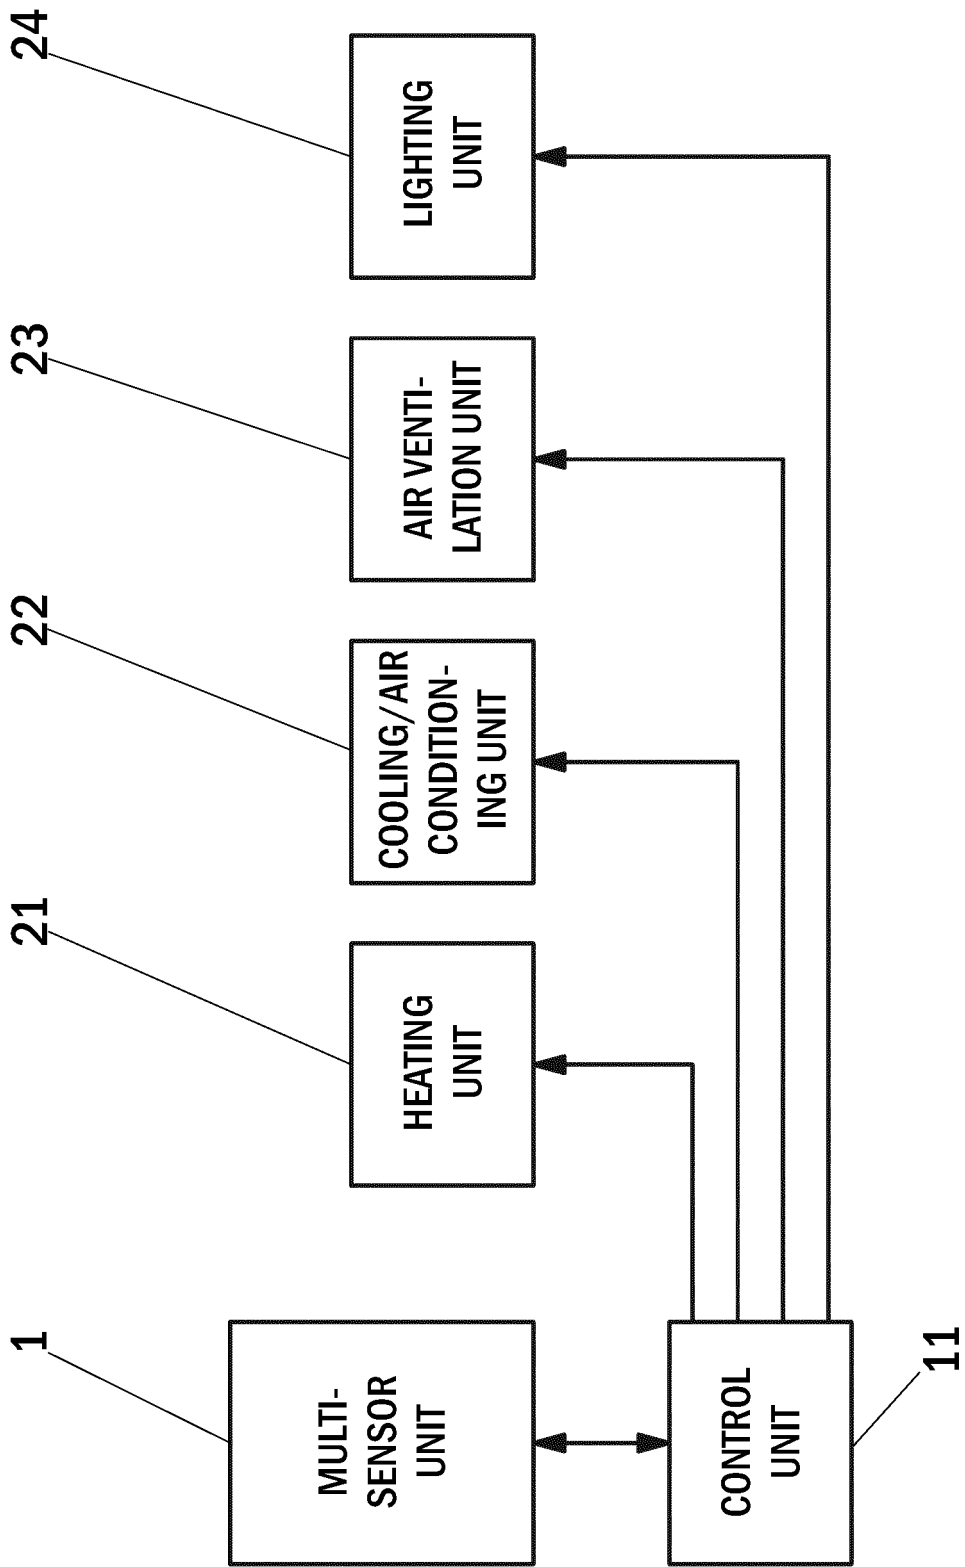 1
21
22
23
24
MULTI-
SENSOR
UNIT
HEATING
UNIT
COOLING/AIR
CONDITION-
ING UNIT
AIR VENTI-
LATION UNIT
LIGHTING
UNIT
CONTROL
UNIT
11